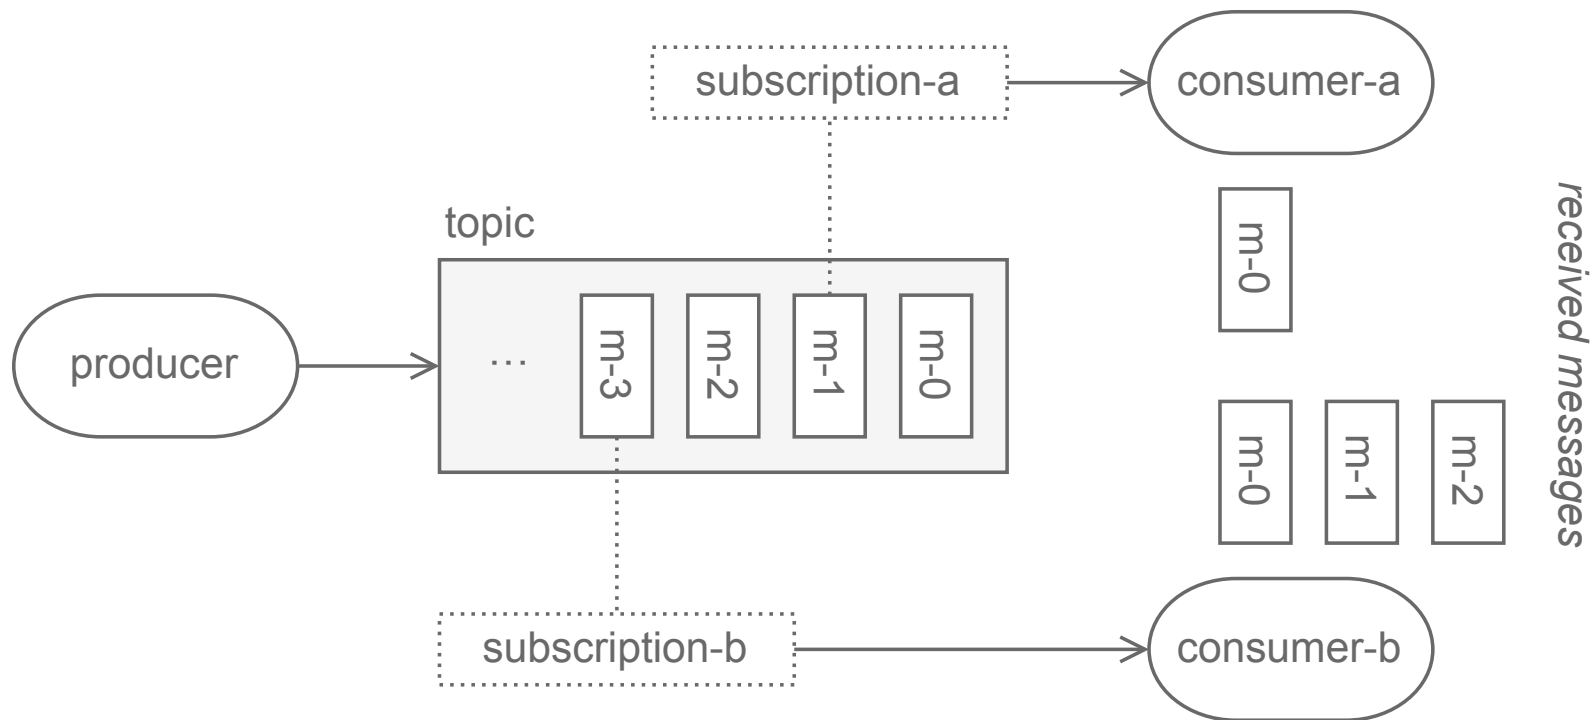 subscription-a
consumer-a
topic
m-0
received messages
producer
...
m-3
m-2
m-1
m-0
m-0
m-1
m-2
subscription-b
consumer-b